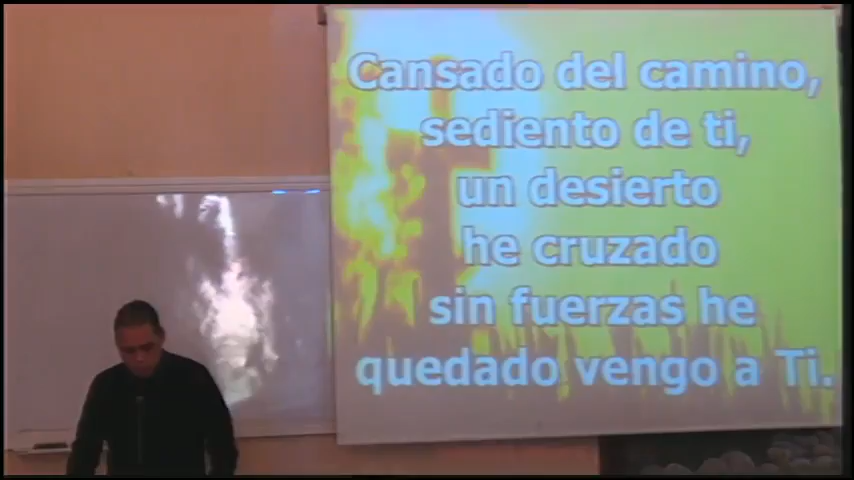 Cansado del camino,
sediento de ti,
un desierto
he cruzado
sin fuerzas he
quedado vengo a Ti.